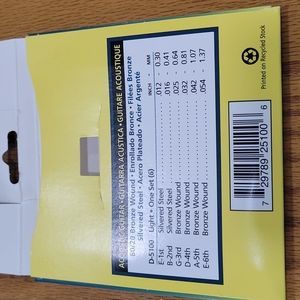 ACOUSTIC GUITAR • GUITARRA ACUSTICA • GUITARE ACOUSTIQUE
80/20 Bronze Wound • Enrollado Bronce • Filées Bronze
Silvered Steel • Acero Plateado • Acier Argenté
D-5100 Light • One Set (6) INCH - MM
E-1st Silvered Steel .012 - 0.30
B-2nd Silvered Steel .016 - 0.41
G-3rd Bronze Wound .025 - 0.64
D-4th Bronze Wound .032 - 0.81
A-5th Bronze Wound .042 - 1.07
E-6th Bronze Wound .054 - 1.37
7 29789 25100 6
Printed on Recycled Stock